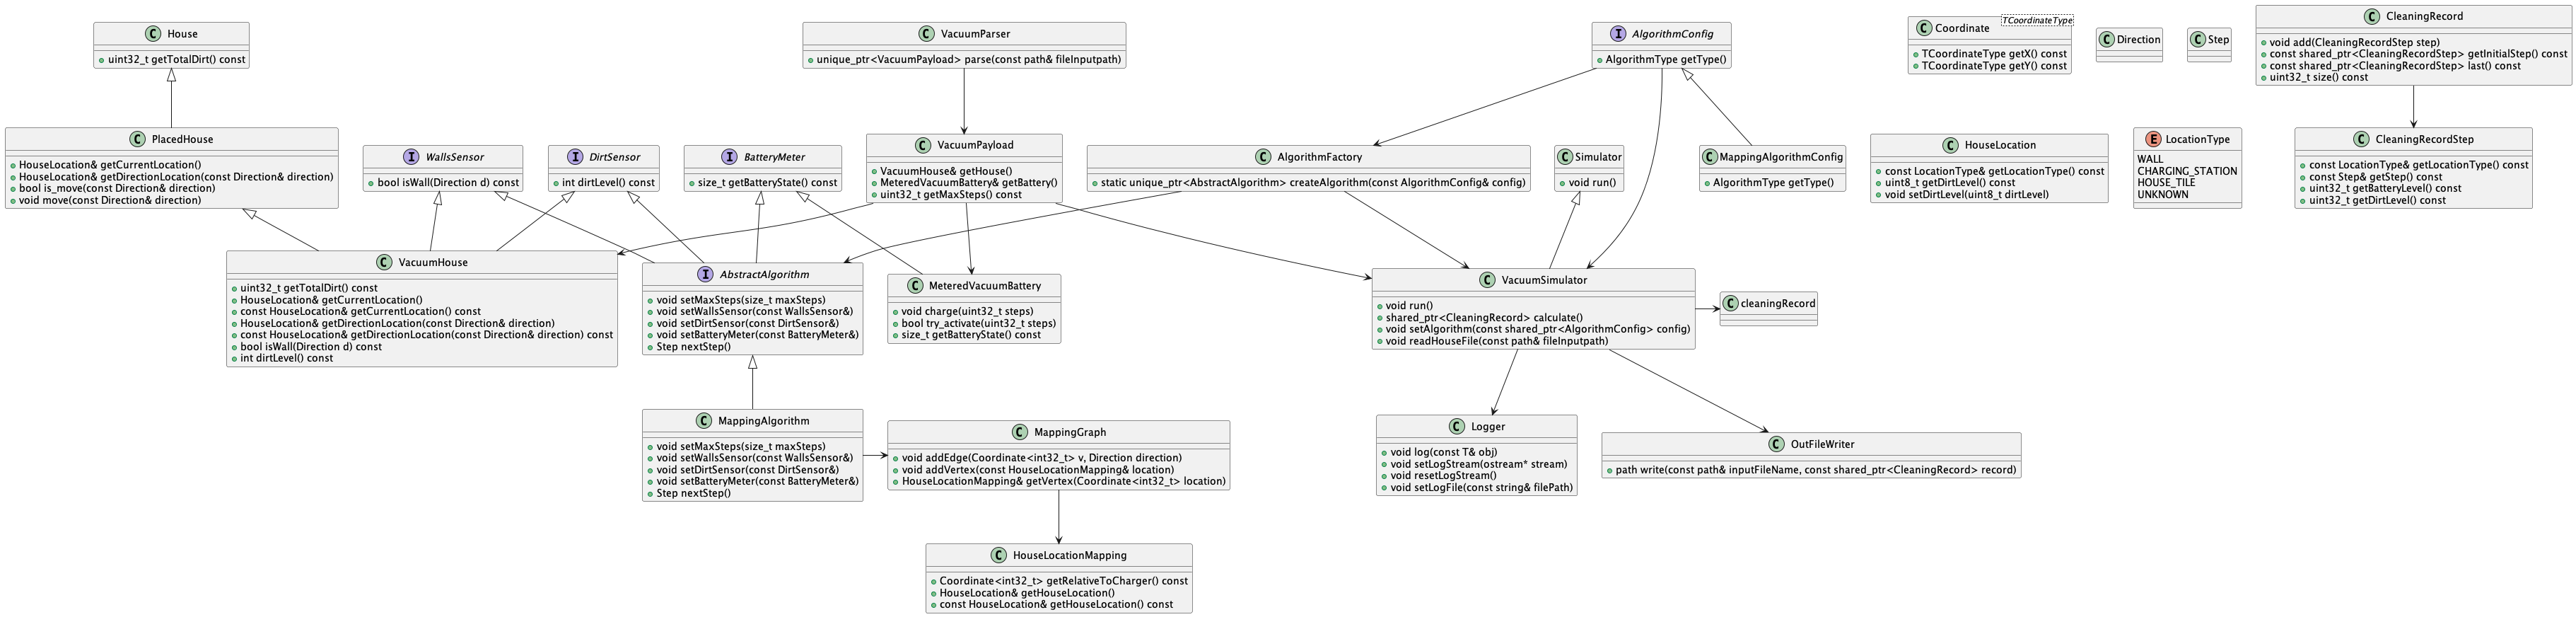 House
uint32_t getTotalDirt() const
VacuumParser
unique_ptr<VacuumPayload> parse(const path& fileInputpath)
AlgorithmConfig
AlgorithmType getType()
Coordinate
TCoordinateType
TCoordinateType getX() const
TCoordinateType getY() const
Direction
Step
CleaningRecord
void add(CleaningRecordStep step)
const shared_ptr<CleaningRecordStep> getInitialStep() const
const shared_ptr<CleaningRecordStep> last() const
uint32_t size() const
PlacedHouse
HouseLocation& getCurrentLocation()
HouseLocation& getDirectionLocation(const Direction& direction)
bool is_move(const Direction& direction)
void move(const Direction& direction)
WallsSensor
bool isWall(Direction d) const
DirtSensor
int dirtLevel() const
BatteryMeter
size_t getBatteryState() const
VacuumPayload
VacuumHouse& getHouse()
MeteredVacuumBattery& getBattery()
uint32_t getMaxSteps() const
AlgorithmFactory
static unique_ptr<AbstractAlgorithm> createAlgorithm(const AlgorithmConfig& config)
Simulator
void run()
MappingAlgorithmConfig
AlgorithmType getType()
HouseLocation
const LocationType& getLocationType() const
uint8_t getDirtLevel() const
void setDirtLevel(uint8_t dirtLevel)
LocationType
WALL
CHARGING_STATION
HOUSE_TILE
UNKNOWN
CleaningRecordStep
const LocationType& getLocationType() const
const Step& getStep() const
uint32_t getBatteryLevel() const
uint32_t getDirtLevel() const
VacuumHouse
uint32_t getTotalDirt() const
HouseLocation& getCurrentLocation()
const HouseLocation& getCurrentLocation() const
HouseLocation& getDirectionLocation(const Direction& direction)
const HouseLocation& getDirectionLocation(const Direction& direction) const
bool isWall(Direction d) const
int dirtLevel() const
AbstractAlgorithm
void setMaxSteps(size_t maxSteps)
void setWallsSensor(const WallsSensor&)
void setDirtSensor(const DirtSensor&)
void setBatteryMeter(const BatteryMeter&)
Step nextStep()
MeteredVacuumBattery
void charge(uint32_t steps)
bool try_activate(uint32_t steps)
size_t getBatteryState() const
VacuumSimulator
void run()
shared_ptr<CleaningRecord> calculate()
void setAlgorithm(const shared_ptr<AlgorithmConfig> config)
void readHouseFile(const path& fileInputpath)
cleaningRecord
MappingAlgorithm
void setMaxSteps(size_t maxSteps)
void setWallsSensor(const WallsSensor&)
void setDirtSensor(const DirtSensor&)
void setBatteryMeter(const BatteryMeter&)
Step nextStep()
MappingGraph
void addEdge(Coordinate<int32_t> v, Direction direction)
void addVertex(const HouseLocationMapping& location)
HouseLocationMapping& getVertex(Coordinate<int32_t> location)
Logger
void log(const T& obj)
void setLogStream(ostream* stream)
void resetLogStream()
void setLogFile(const string& filePath)
OutFileWriter
path write(const path& inputFileName, const shared_ptr<CleaningRecord> record)
HouseLocationMapping
Coordinate<int32_t> getRelativeToCharger() const
HouseLocation& getHouseLocation()
const HouseLocation& getHouseLocation() const